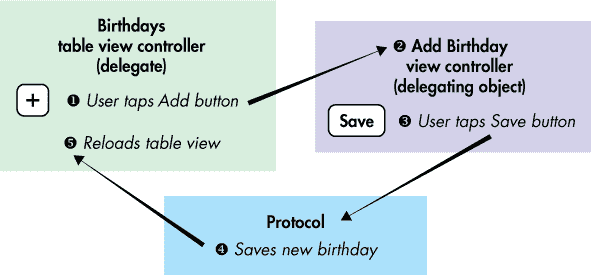 Birthdays
table view controller
(delegate)
+
❶ User taps Add button
❺ Reloads table view
❷ Add Birthday
view controller
(delegating object)
Save
❸ User taps Save button
Protocol
❹ Saves new birthday